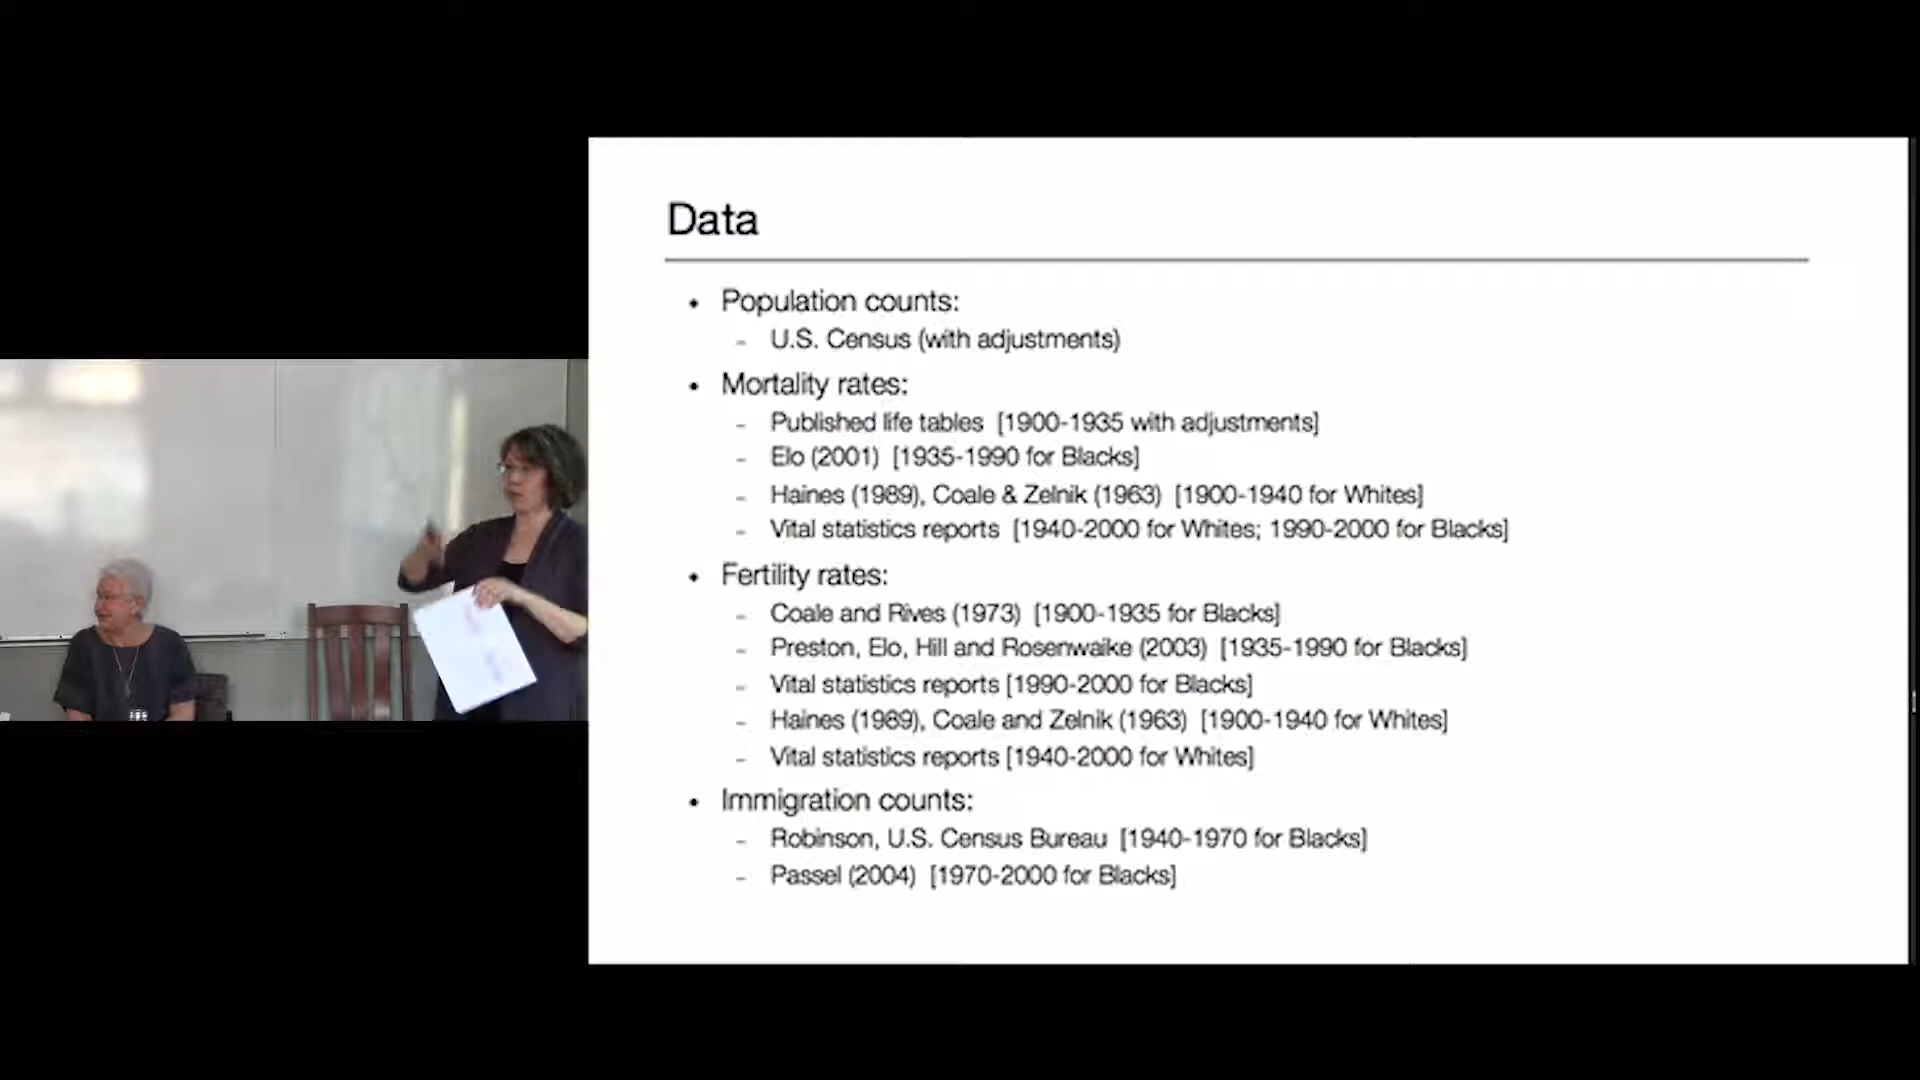 Data
• Population counts:
- U.S. Census (with adjustments)
• Mortality rates:
- Published life tables [1900-1935 with adjustments]
- Elo (2001) [1935-1990 for Blacks]
- Haines (1989), Coale & Zelnik (1963) [1900-1940 for Whites]
- Vital statistics reports [1940-2000 for Whites; 1990-2000 for Blacks]
• Fertility rates:
- Coale and Rives (1973) [1900-1935 for Blacks]
- Preston, Elo, Hill and Rosenwaike (2003) [1935-1990 for Blacks]
- Vital statistics reports [1990-2000 for Blacks]
- Haines (1989), Coale and Zelnik (1963) [1900-1940 for Whites]
- Vital statistics reports [1940-2000 for Whites]
• Immigration counts:
- Robinson, U.S. Census Bureau [1940-1970 for Blacks]
- Passel (2004) [1970-2000 for Blacks]